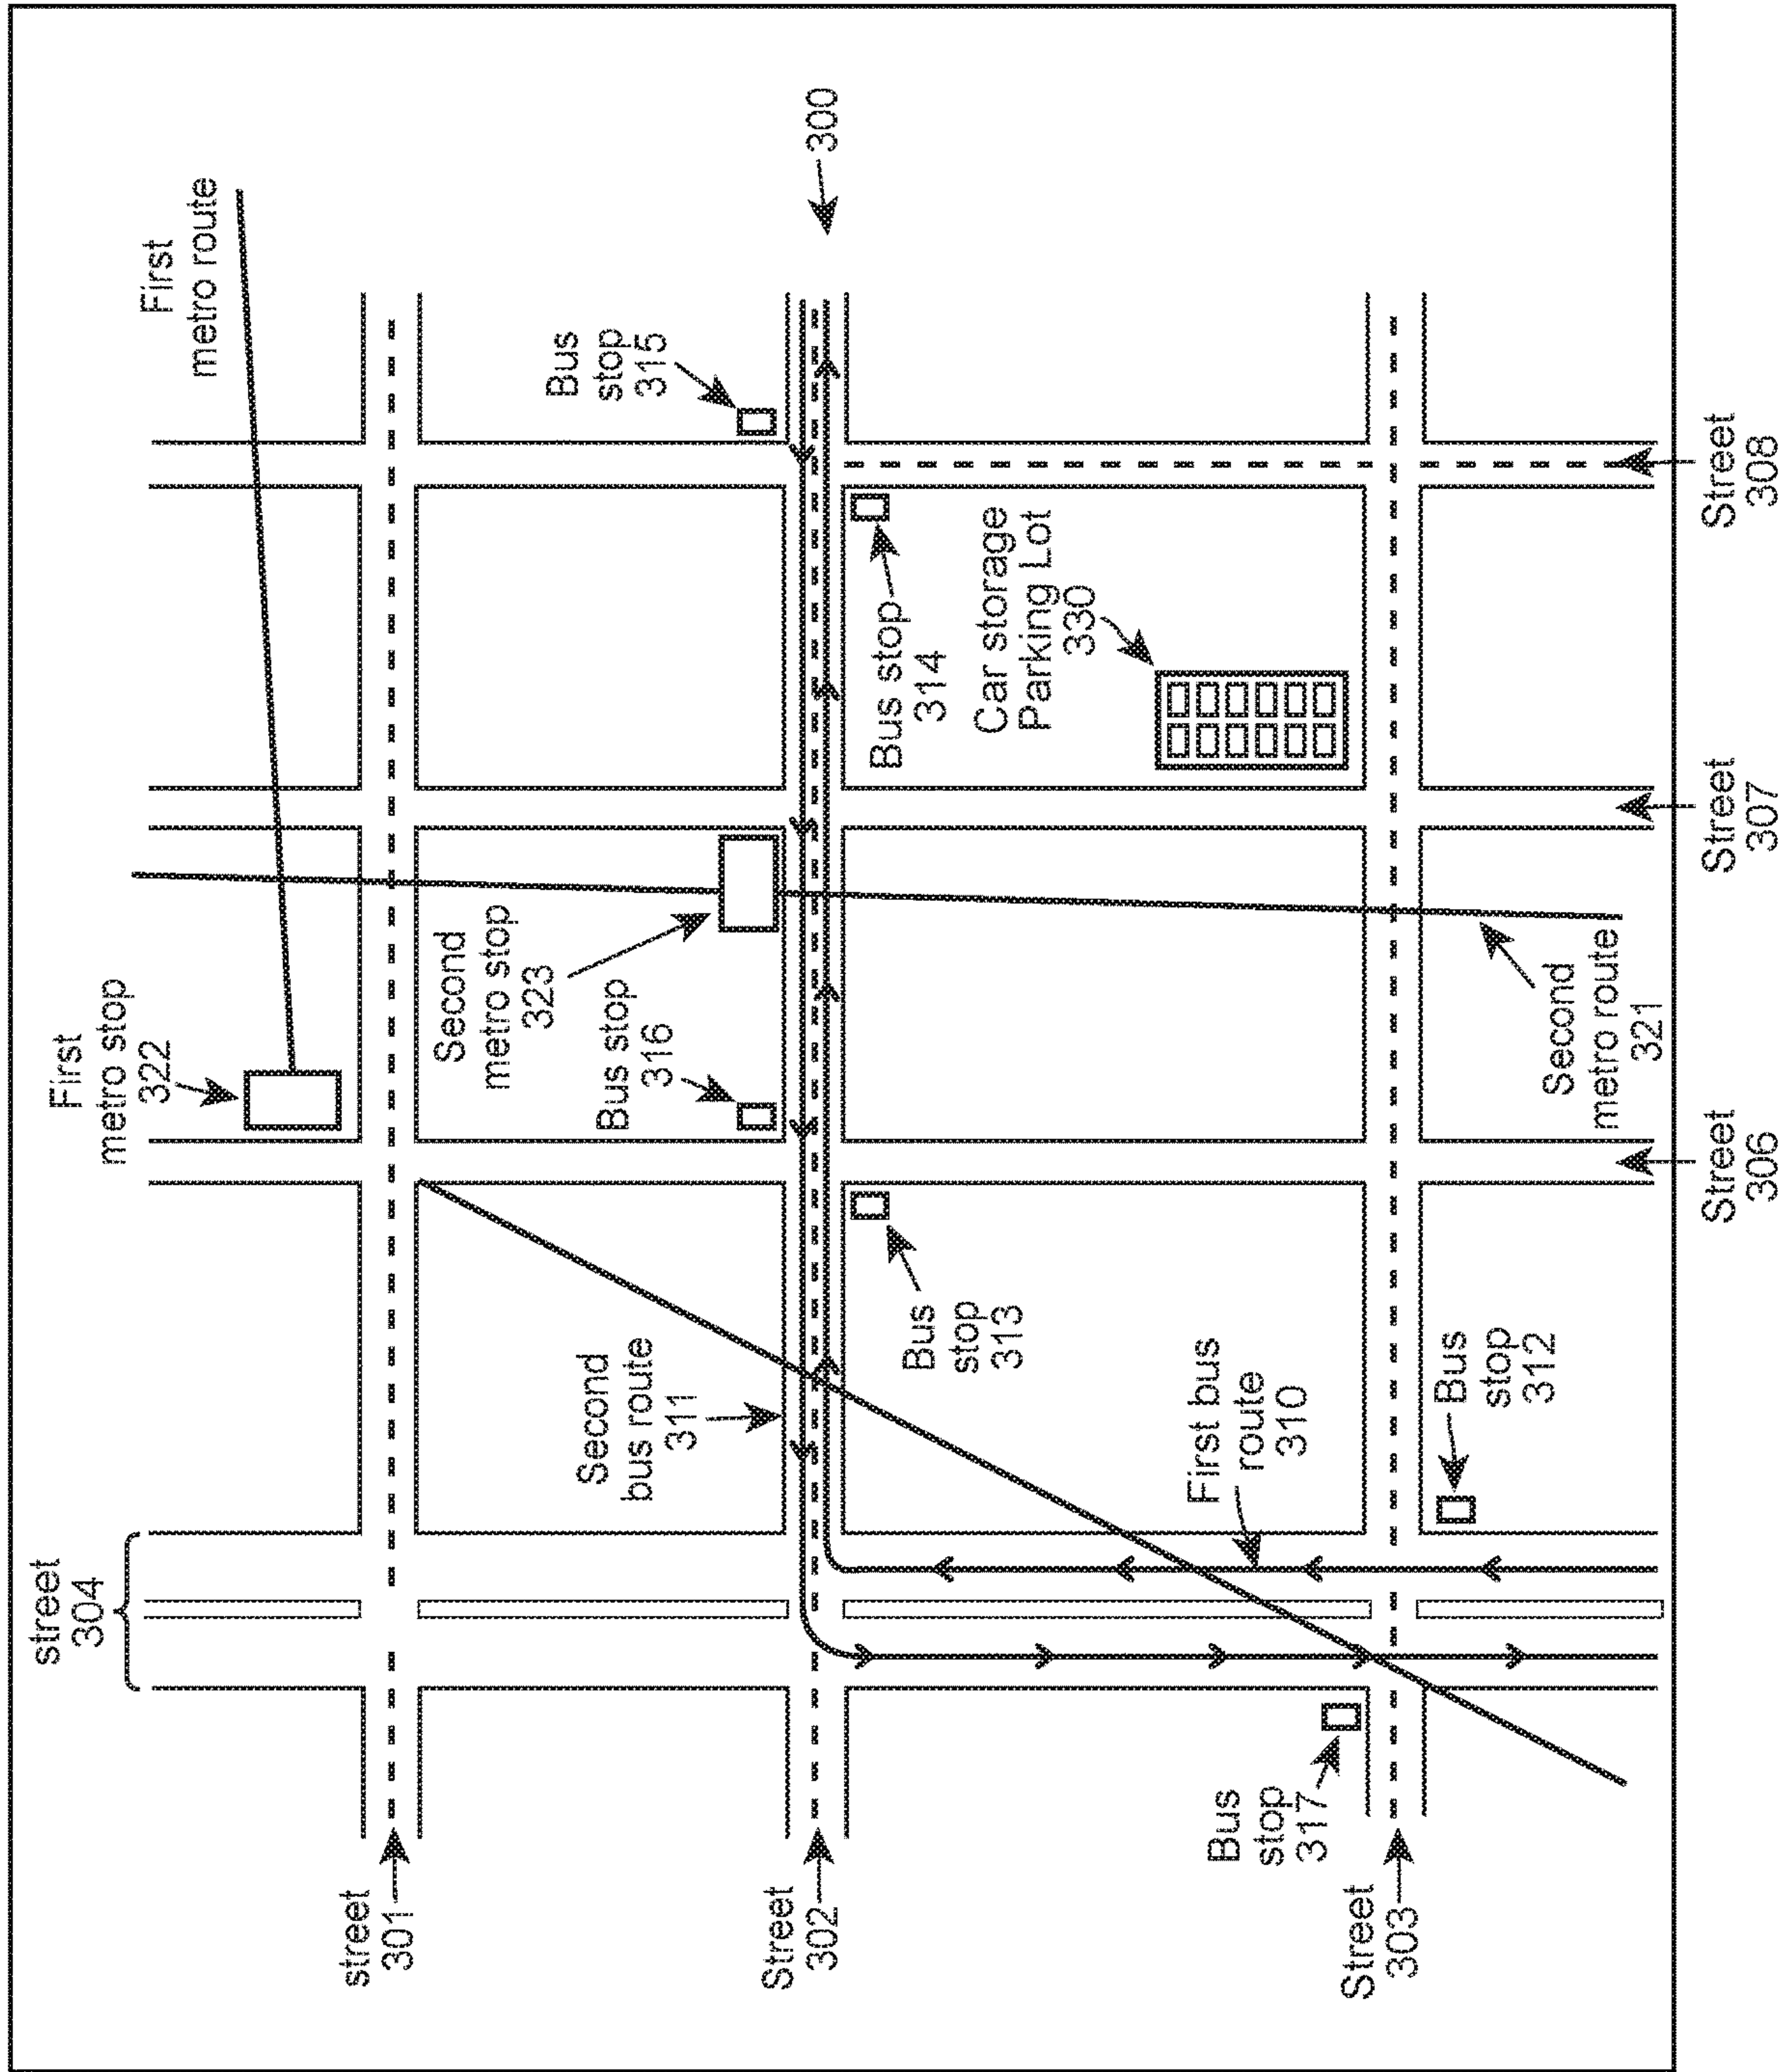 First
metro route
300
First
metro stop
322
Bus
stop
315
Second
metro stop
323
Bus stop
316
Bus stop
314
Car storage
Parking Lot
330
Street
308
Street
307
Second
metro route
321
Street
306
Bus
stop
313
Second
bus route
311
First bus
route
310
Bus
stop
312
street
304
Bus
stop
317
street
301
Street
302
Street
303